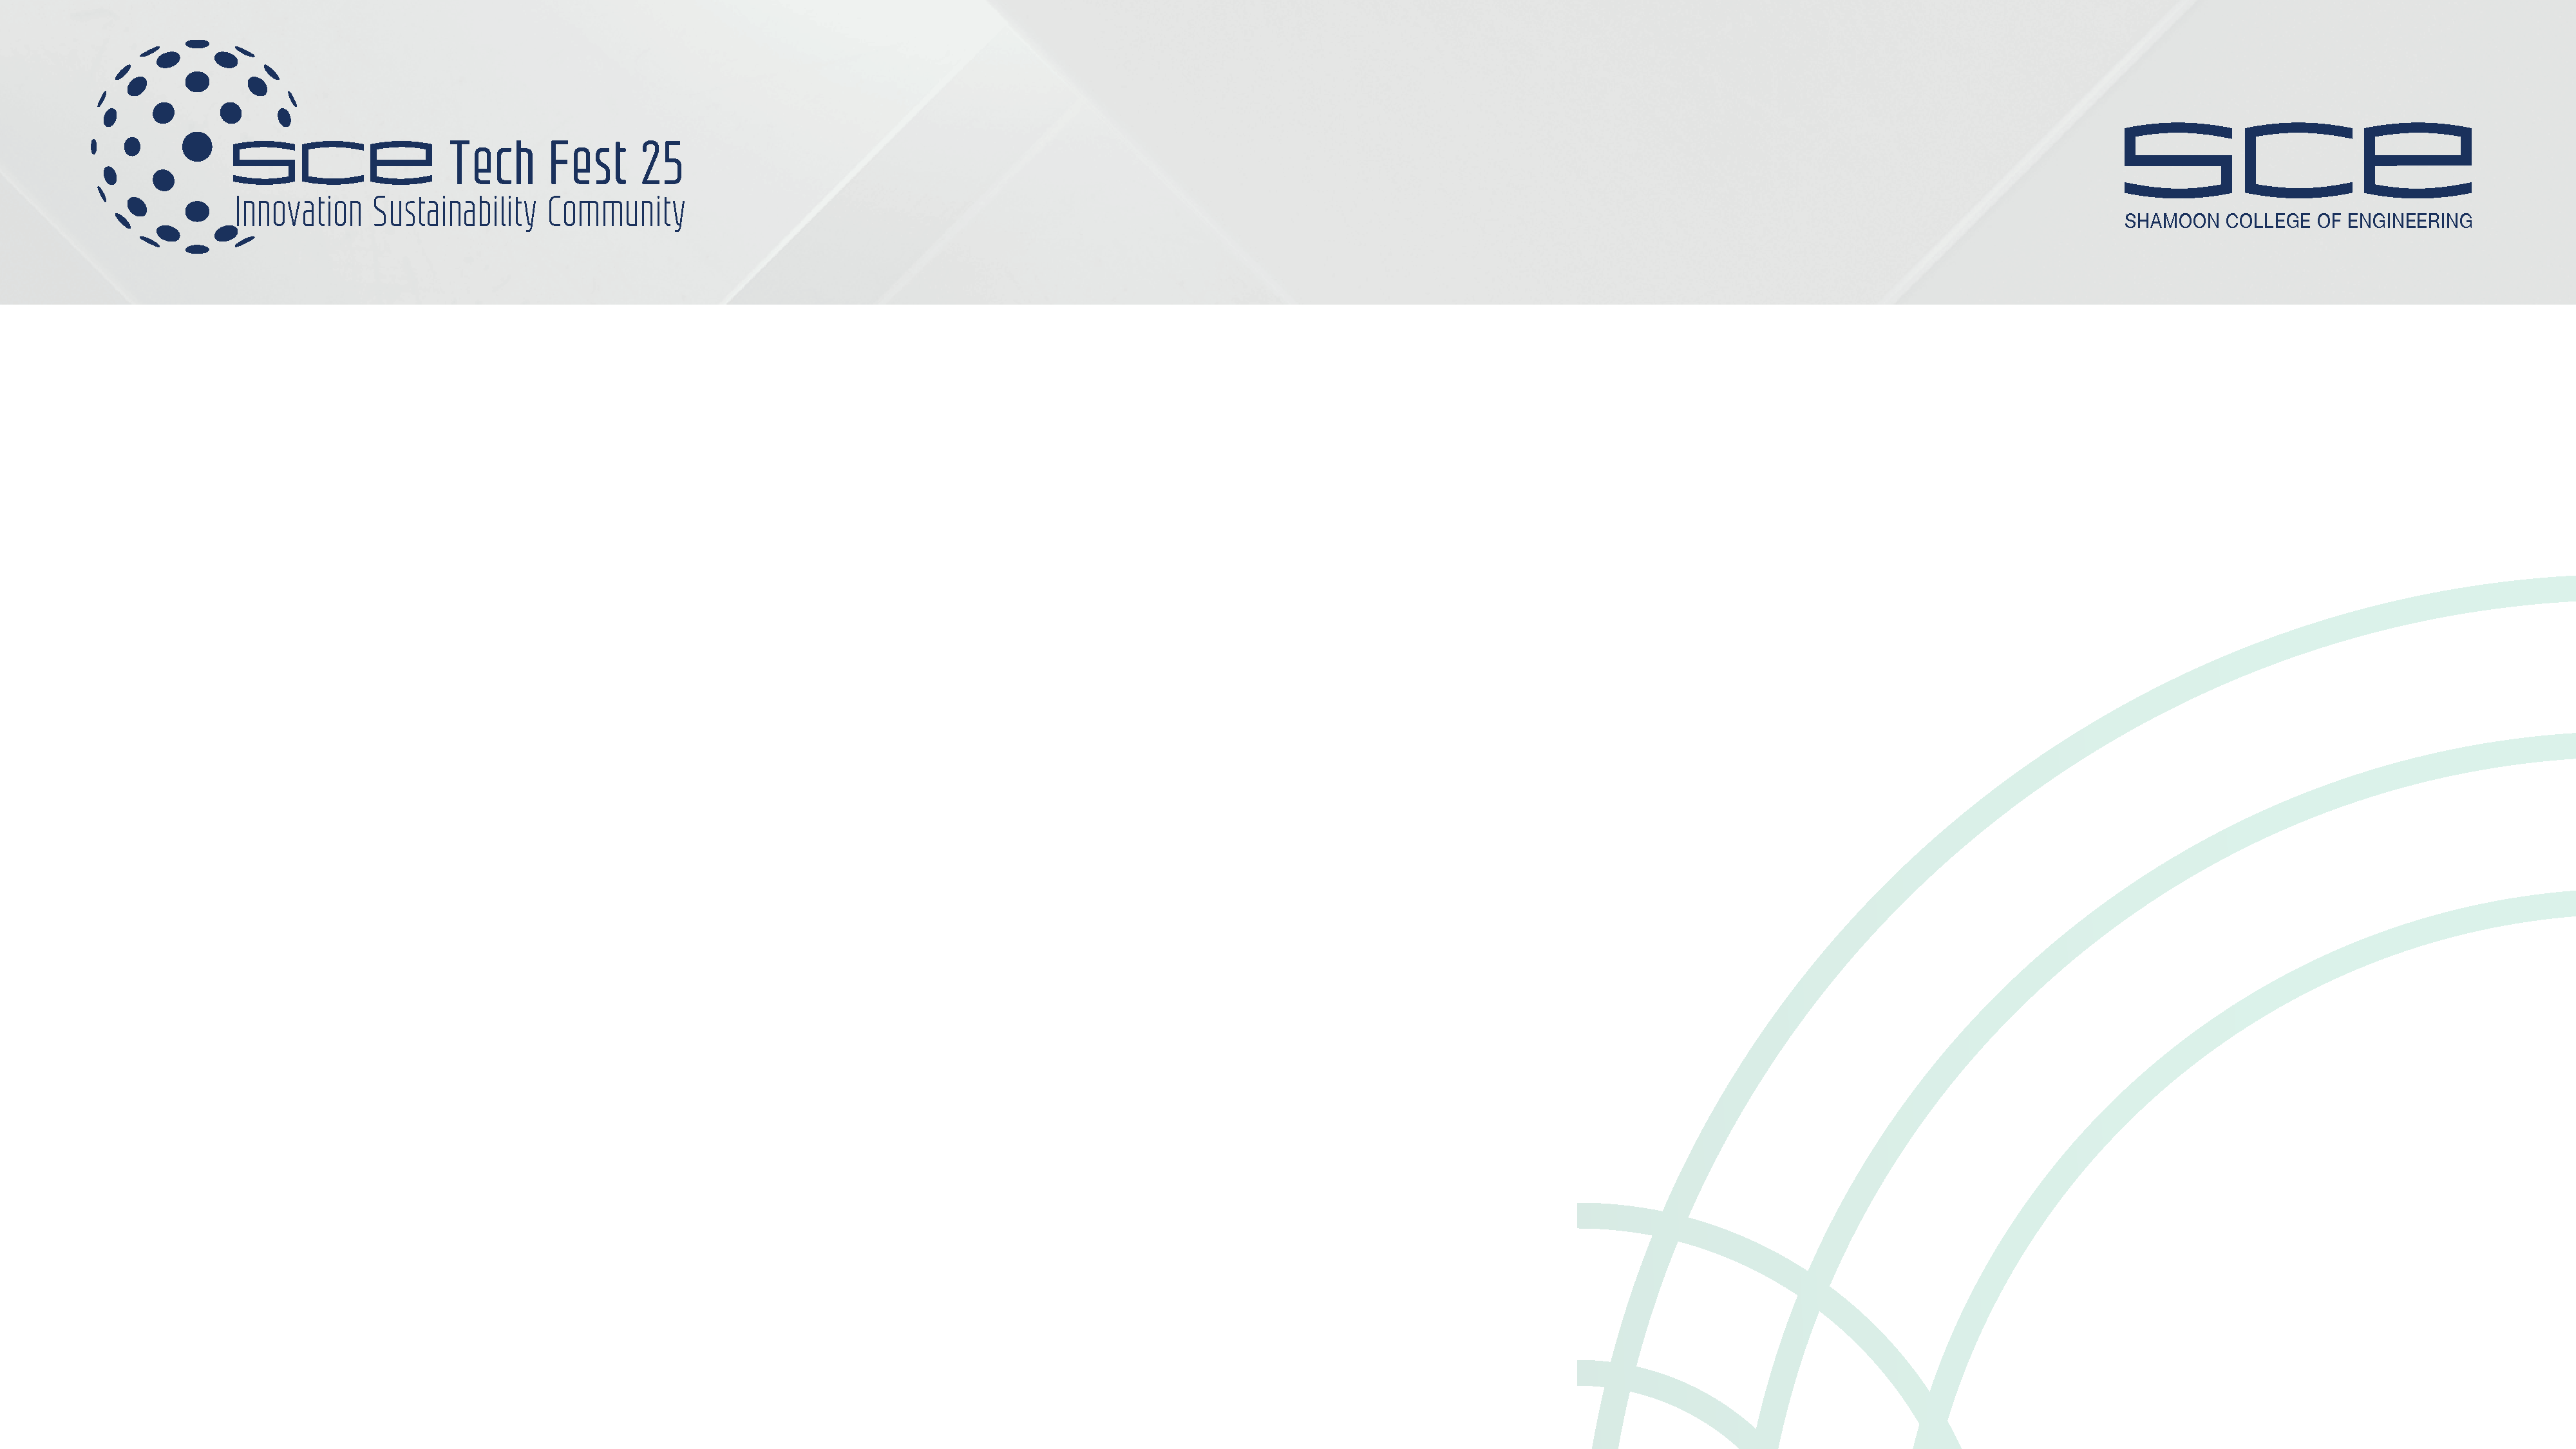 sce Tech Fest 25
Innovation Sustainability Community
sce
SHAMOON COLLEGE OF ENGINEERING